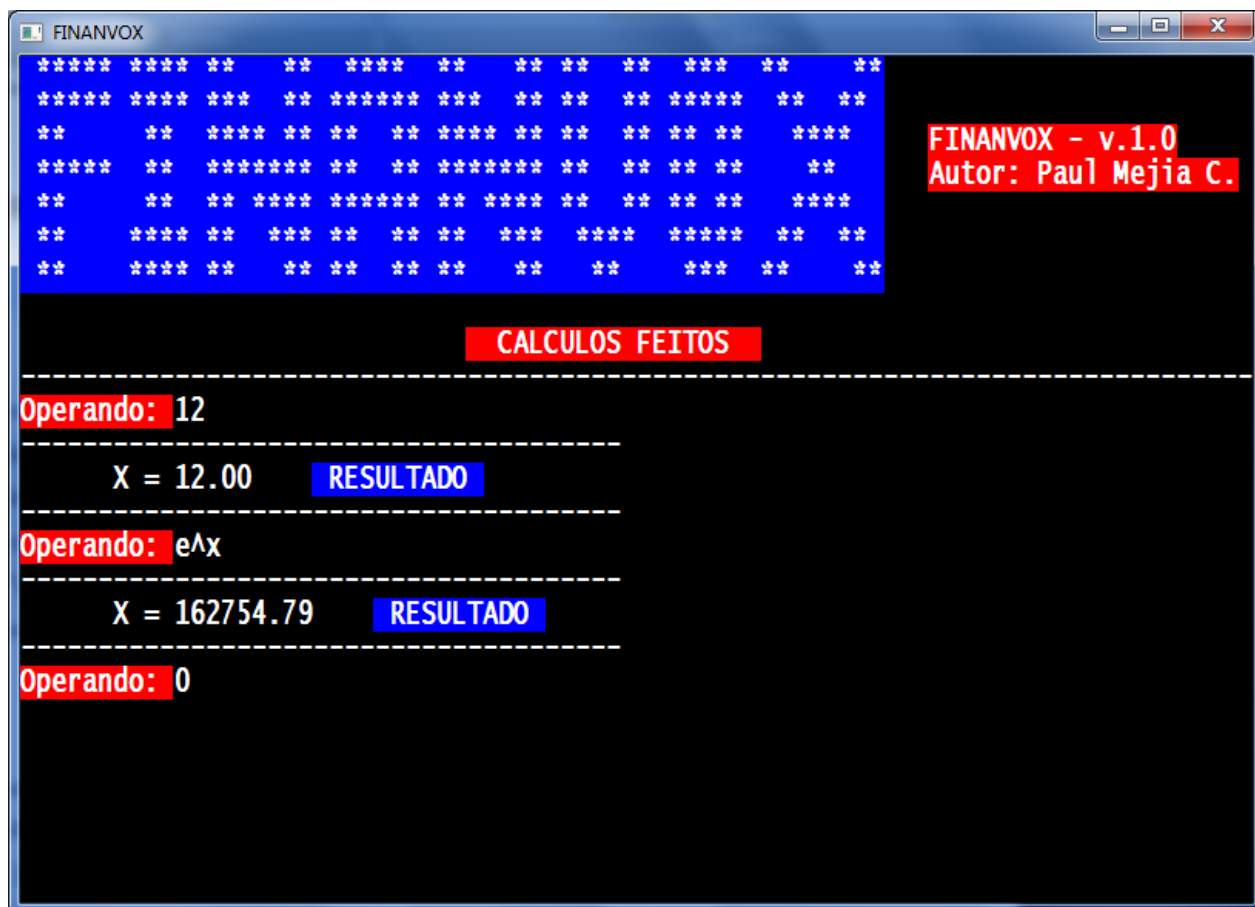 FINANVOX
***** **** **   **  ****  **   ** **  **  ***  **    **
***** **** ***  ** ****** ***  ** **  ** *****  **  **
**     **  **** ** **  ** **** ** **  ** ** **   ****
*****  **  ******* **  ** ******* **  ** ** **    **
**     **  ** **** ****** ** **** **  ** ** **   ****
**    **** **  *** **  ** **  ***  ****  *****  **  **
**    **** **   ** **  ** **   **   **    ***  **    **
FINANVOX - v.1.0
Autor: Paul Mejia C.
CALCULOS FEITOS
--------------------------------------------------------------------------------
Operando: 12
---------------------------------------
X = 12.00 RESULTADO
---------------------------------------
Operando: e^x
---------------------------------------
X = 162754.79 RESULTADO
---------------------------------------
Operando: 0